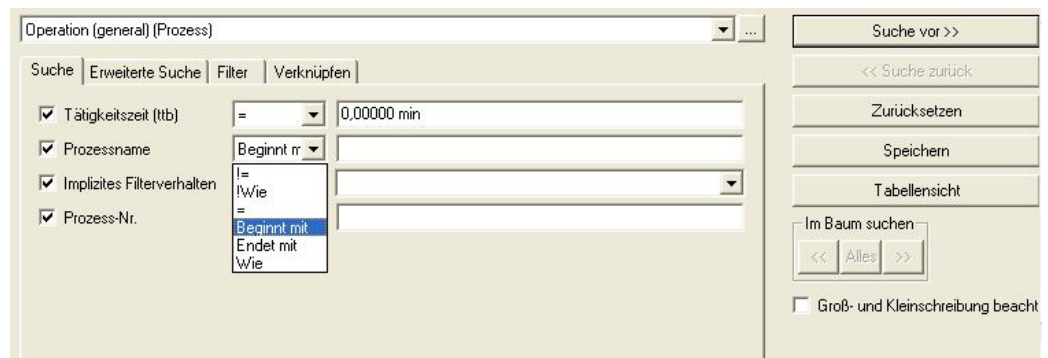 Operation (general) (Prozess)
...
Suche
Erweiterte Suche
Filter
Verknüpfen
Tätigkeitszeit (ttb)
=
0,00000 min
Prozessname
Beginnt m
!=
!Wie
=
Beginnt mit
Endet mit
Wie
Implizites Filterverhalten
Prozess-Nr.
Suche vor >>
<< Suche zurück
Zurücksetzen
Speichern
Tabellensicht
Im Baum suchen
<<
Alles
>>
Groß- und Kleinschreibung beacht